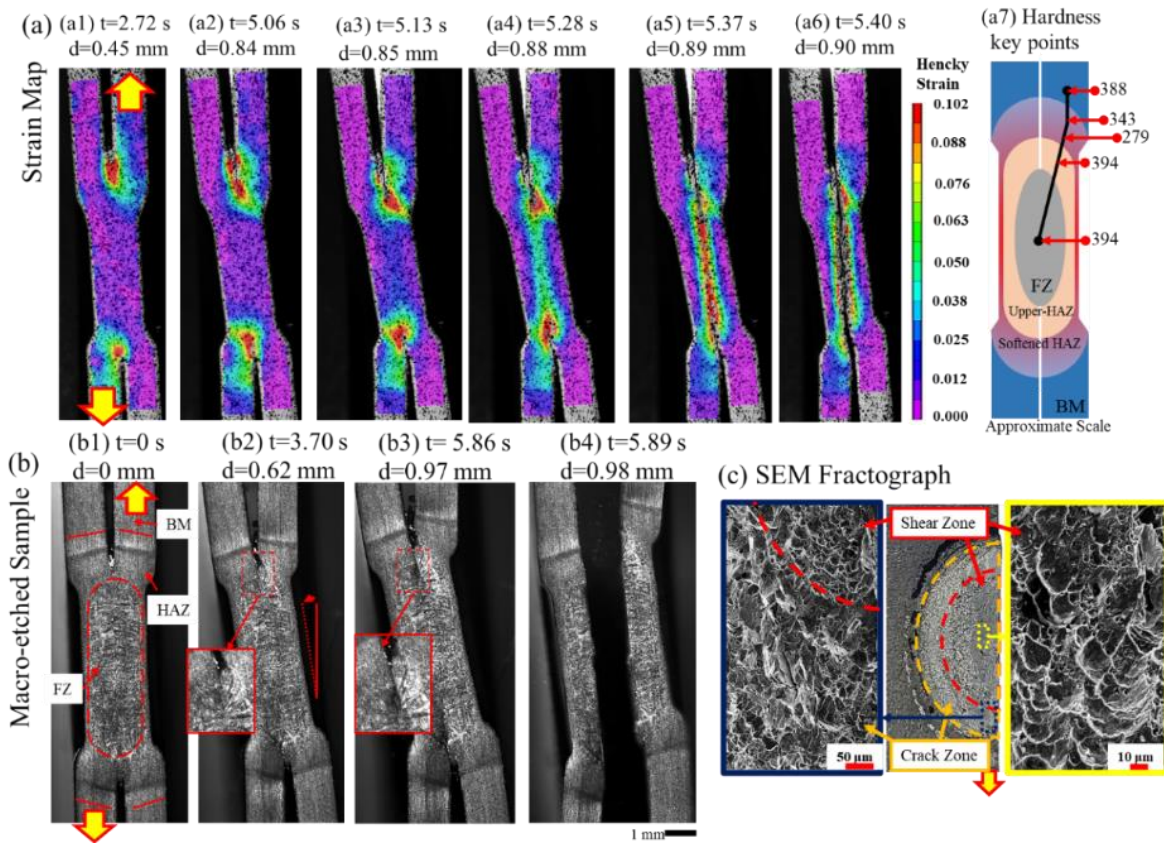 (a)
(a1) t=2.72 s
d=0.45 mm
(a2) t=5.06 s
d=0.84 mm
(a3) t=5.13 s
d=0.85 mm
(a4) t=5.28 s
d=0.88 mm
(a5) t=5.37 s
d=0.89 mm
(a6) t=5.40 s
d=0.90 mm
(a7) Hardness
key points
Strain Map
Hencky
Strain
0.102
0.088
0.076
0.063
0.050
0.038
0.025
0.012
0.000
388
343
279
394
394
FZ
Upper-HAZ
Softened HAZ
BM
Approximate Scale
(b)
(b1) t=0 s
d=0 mm
(b2) t=3.70 s
d=0.62 mm
(b3) t= 5.86 s
d=0.97 mm
(b4) t=5.89 s
d=0.98 mm
Macro-etched Sample
BM
HAZ
FZ
1 mm
(c) SEM Fractograph
Shear Zone
Crack Zone
50 µm
10 µm